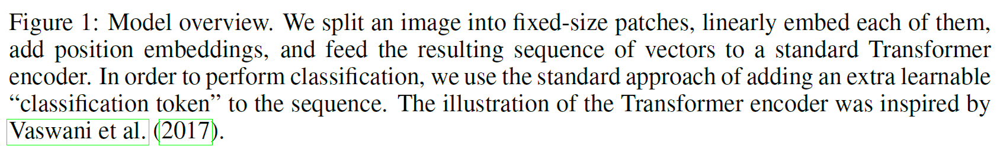 Figure 1: Model overview. We split an image into fixed-size patches, linearly embed each of them,
add position embeddings, and feed the resulting sequence of vectors to a standard Transformer
encoder. In order to perform classification, we use the standard approach of adding an extra learnable
“classification token” to the sequence. The illustration of the Transformer encoder was inspired by
Vaswani et al. (2017).